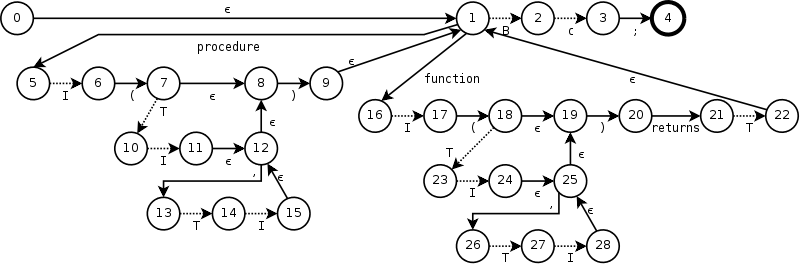 0 ϵ 1 B 2 c 3 ; 4
procedure
5 I 6 ( 7 ϵ 8 ) 9 ϵ
function
T
10 I 11 ϵ 12 ϵ
, ϵ
13 T 14 I 15
16 I 17 ( 18 ϵ 19 ) 20 returns 21 T 22 ϵ
T
23 I 24 ϵ 25 ϵ
, ϵ
26 T 27 I 28